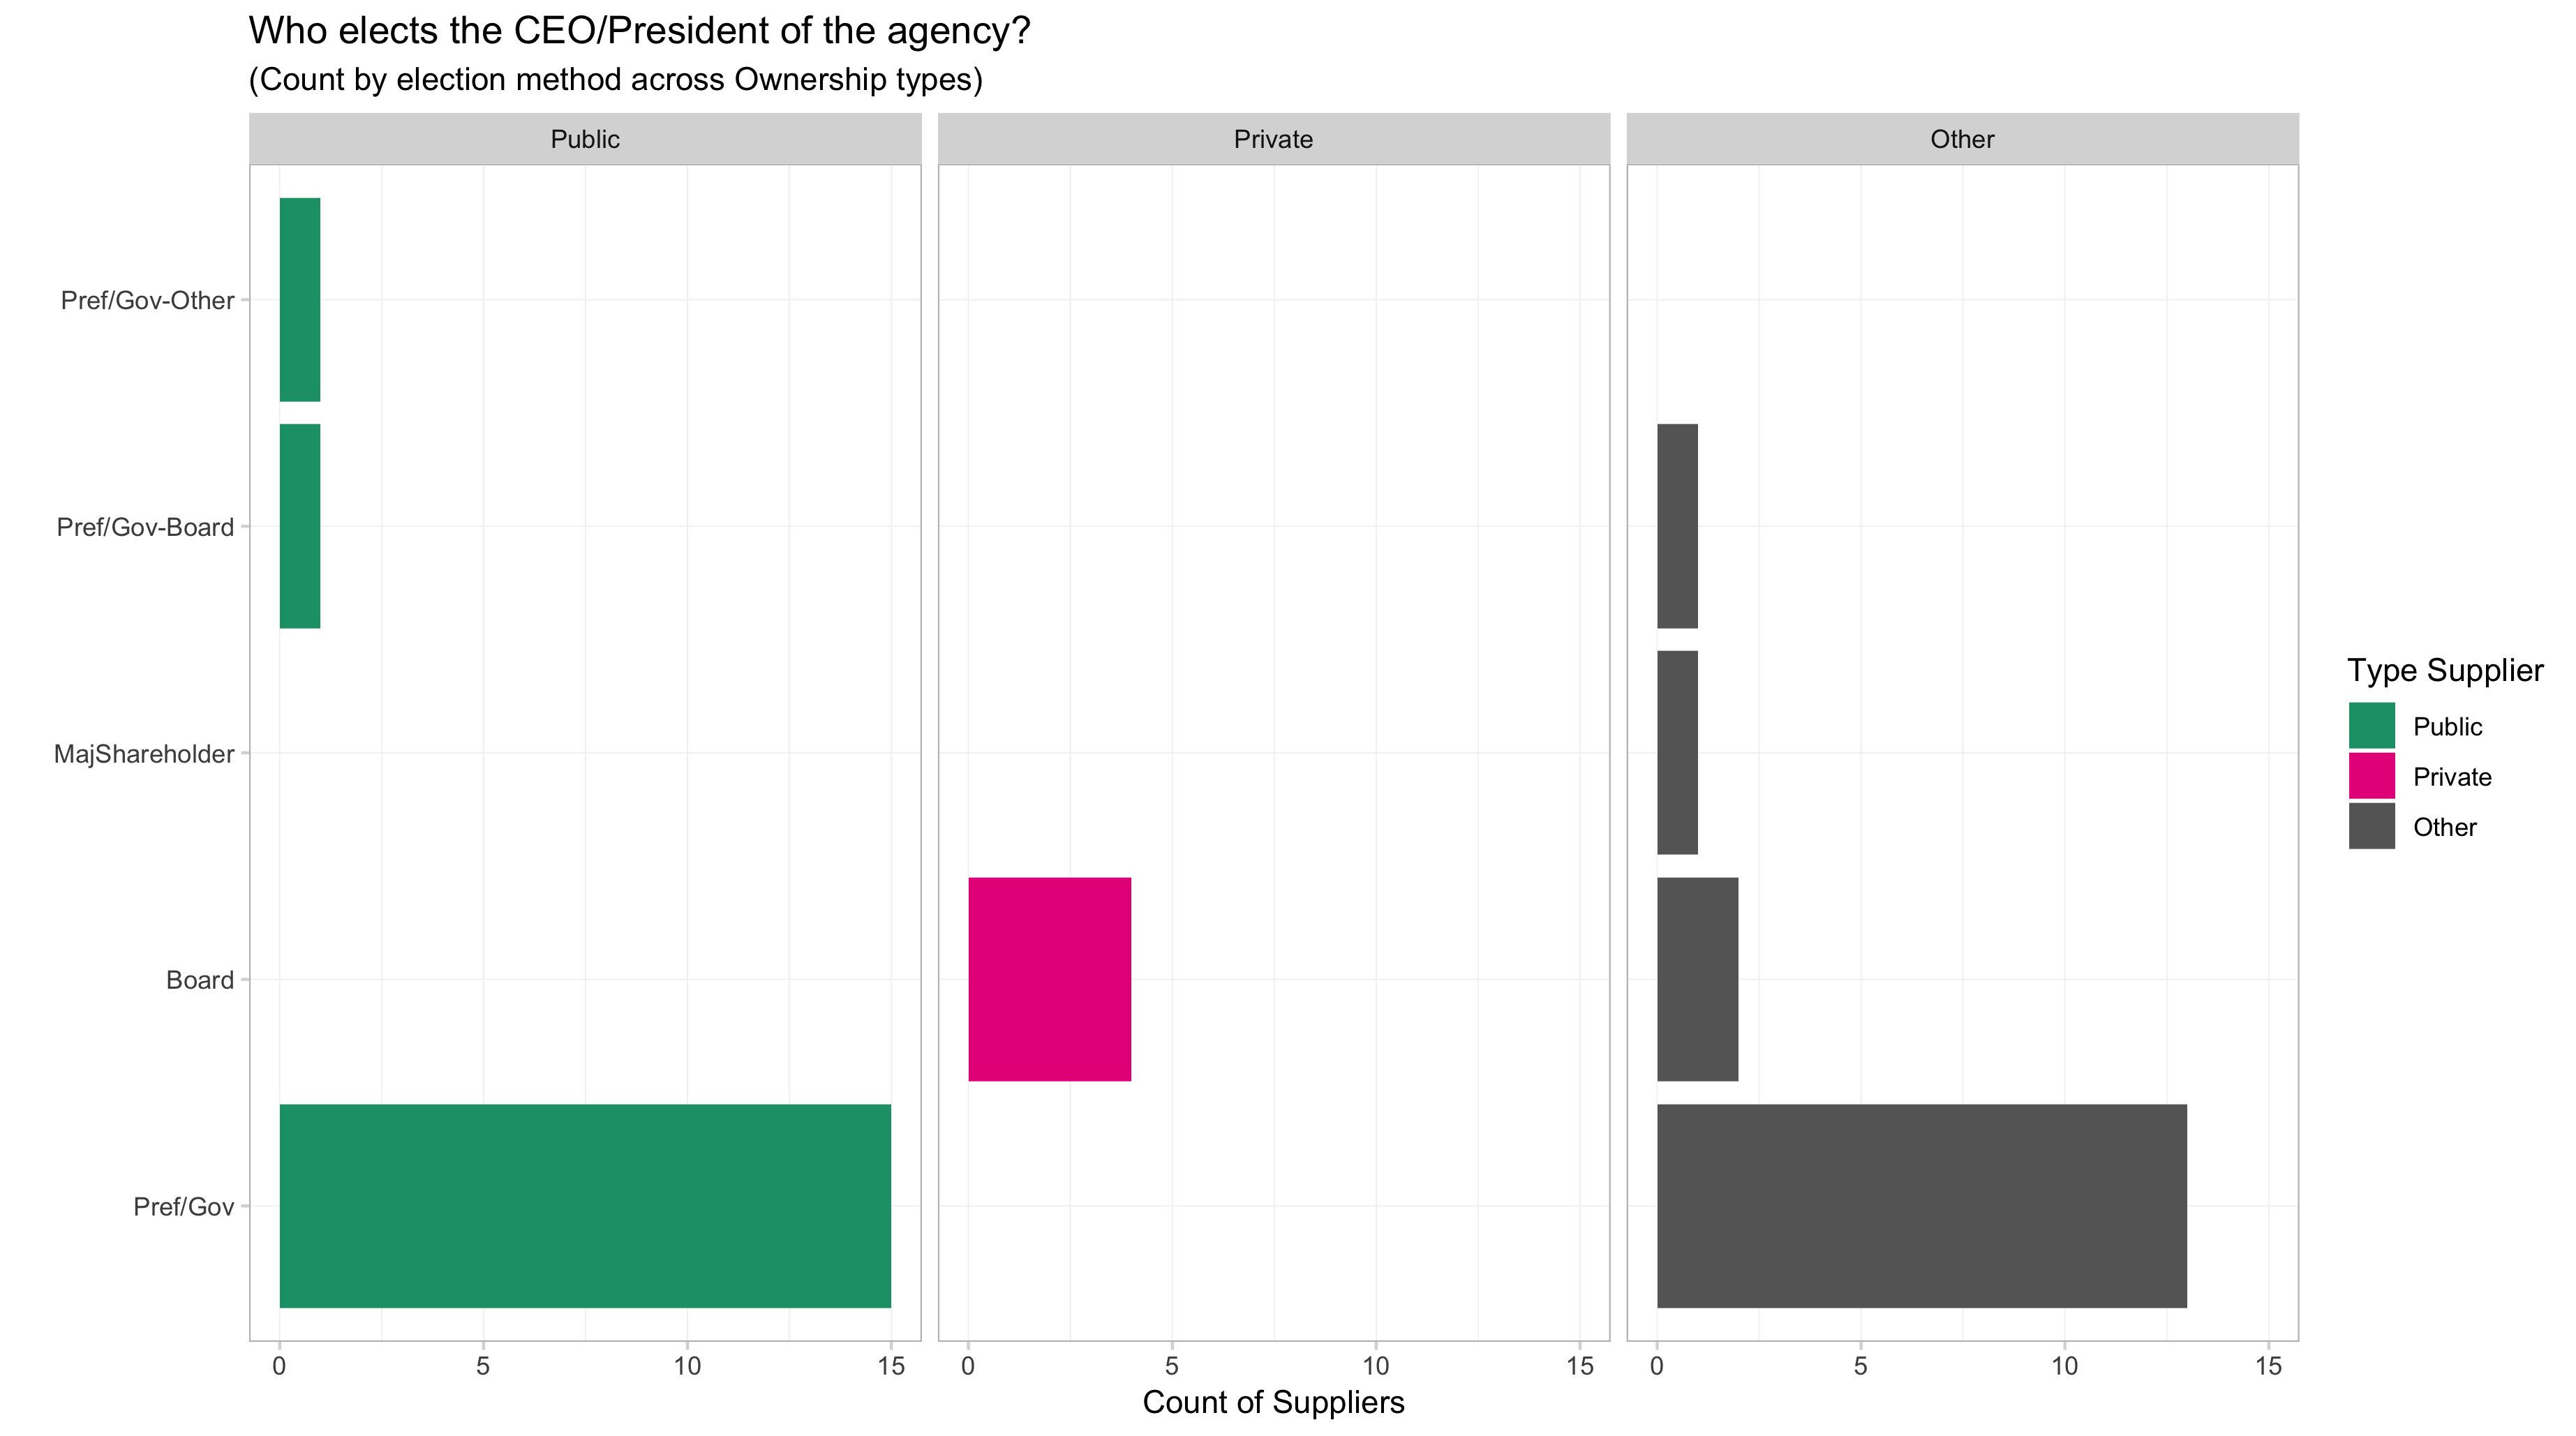 Who elects the CEO/President of the agency?
(Count by election method across Ownership types)
Public
Private
Other
Pref/Gov-Other
Pref/Gov-Board
MajShareholder
Board
Pref/Gov
0 5 10 15
0 5 10 15
0 5 10 15
Count of Suppliers
Type Supplier
Public
Private
Other